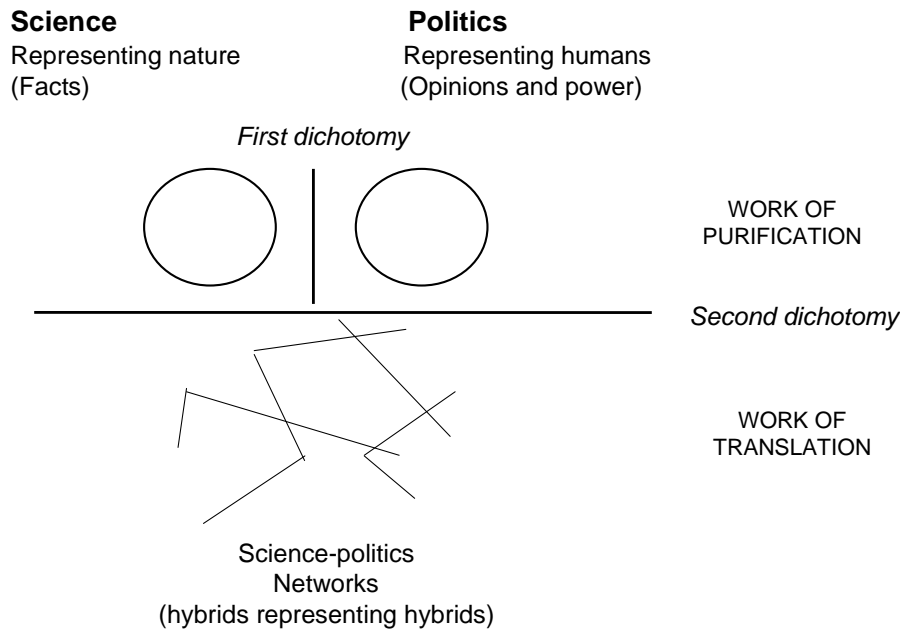 Science
Representing nature
(Facts)
Politics
Representing humans
(Opinions and power)
First dichotomy
WORK OF
PURIFICATION
Second dichotomy
WORK OF
TRANSLATION
Science-politics
Networks
(hybrids representing hybrids)